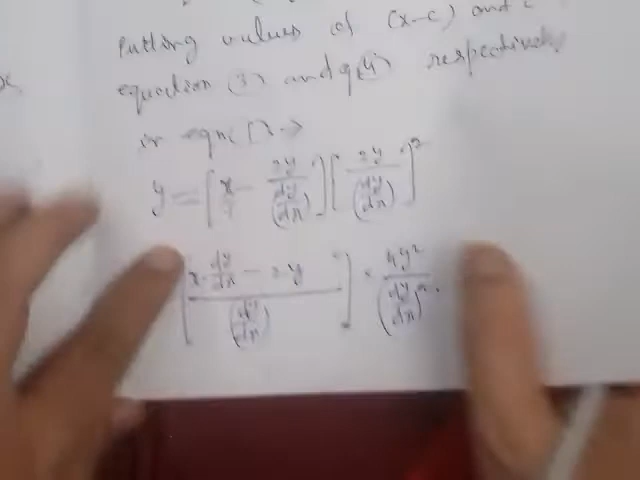 Putting values of (x-c) and c
equation (3) and (4) respectively
in eqn
y = [x - 2y/(dy/dx)] [2y/(dy/dx)]²
[x · dy/dx - 2y / (dy/dx)] × 4y²/(dy/dx)²